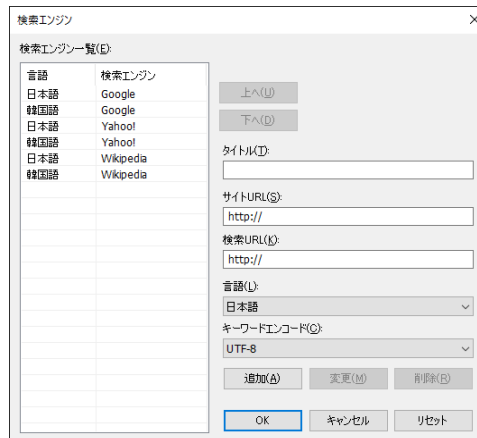 検索エンジン
検索エンジン一覧(E):
言語 検索エンジン
日本語 Google
韓国語 Google
日本語 Yahoo!
韓国語 Yahoo!
日本語 Wikipedia
韓国語 Wikipedia
上へ(U)
下へ(D)
タイトル(T):
サイトURL(S):
http://
検索URL(K):
http://
言語(L):
日本語
キーワードエンコード(C):
UTF-8
追加(A) 変更(M) 削除(R)
OK キャンセル リセット